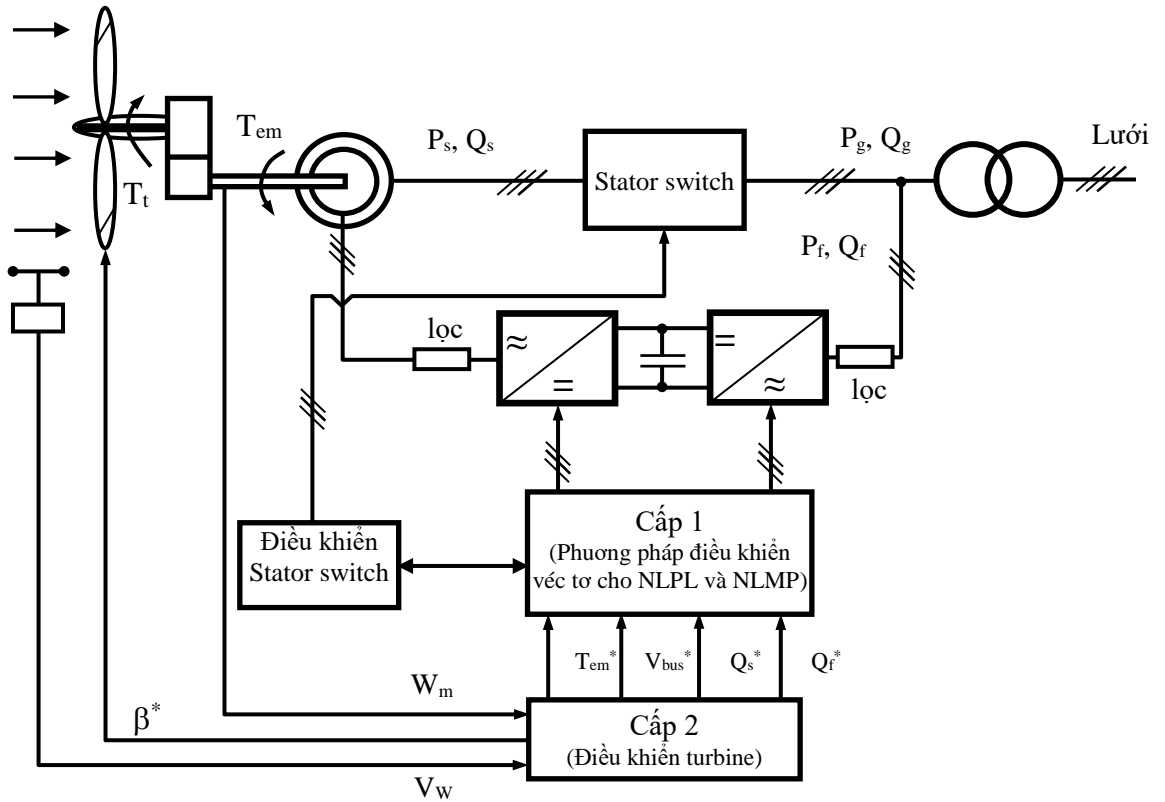 T_em
P_s, Q_s
P_g, Q_g
Lưới
Stator switch
T_t
P_f, Q_f
lọc
≈
=
=
≈
lọc
Điều khiển
Stator switch
Cấp 1
(Phương pháp điều khiển
véc tơ cho NLPL và NLMP)
T_em^*
V_bus^*
Q_s^*
Q_f^*
W_m
β^*
Cấp 2
(Điều khiển turbine)
V_W